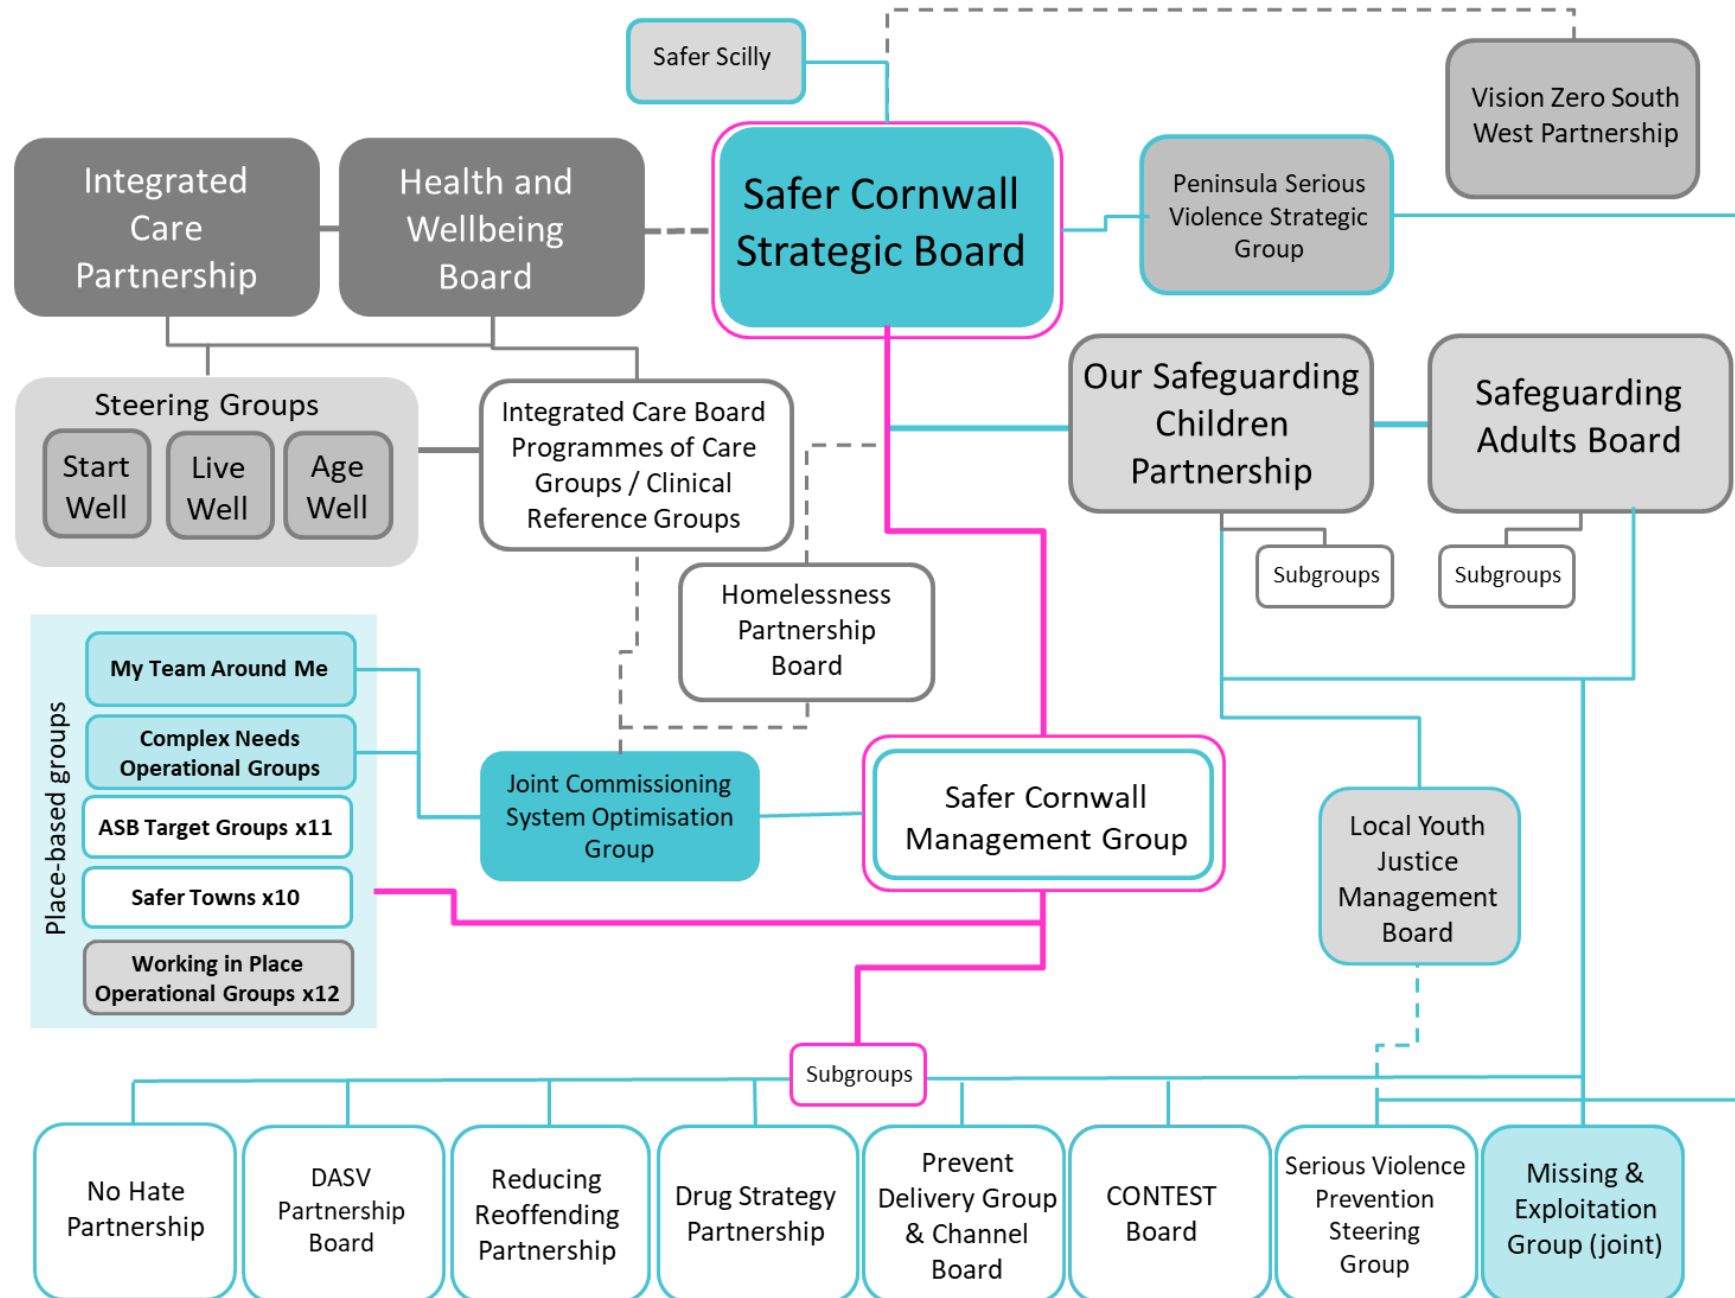 Safer Scilly
Vision Zero South
West Partnership
Integrated
Care
Partnership
Health and
Wellbeing
Board
Safer Cornwall
Strategic Board
Peninsula Serious
Violence Strategic
Group
Steering Groups
Start
Well
Live
Well
Age
Well
Integrated Care Board
Programmes of Care
Groups / Clinical
Reference Groups
Our Safeguarding
Children
Partnership
Safeguarding
Adults Board
Subgroups
Subgroups
Homelessness
Partnership
Board
Place-based groups
My Team Around Me
Complex Needs
Operational Groups
ASB Target Groups x11
Safer Towns x10
Working in Place
Operational Groups x12
Joint Commissioning
System Optimisation
Group
Safer Cornwall
Management Group
Local Youth
Justice
Management
Board
Subgroups
No Hate
Partnership
DASV
Partnership
Board
Reducing
Reoffending
Partnership
Drug Strategy
Partnership
Prevent
Delivery Group
& Channel
Board
CONTEST
Board
Serious Violence
Prevention
Steering
Group
Missing &
Exploitation
Group (joint)